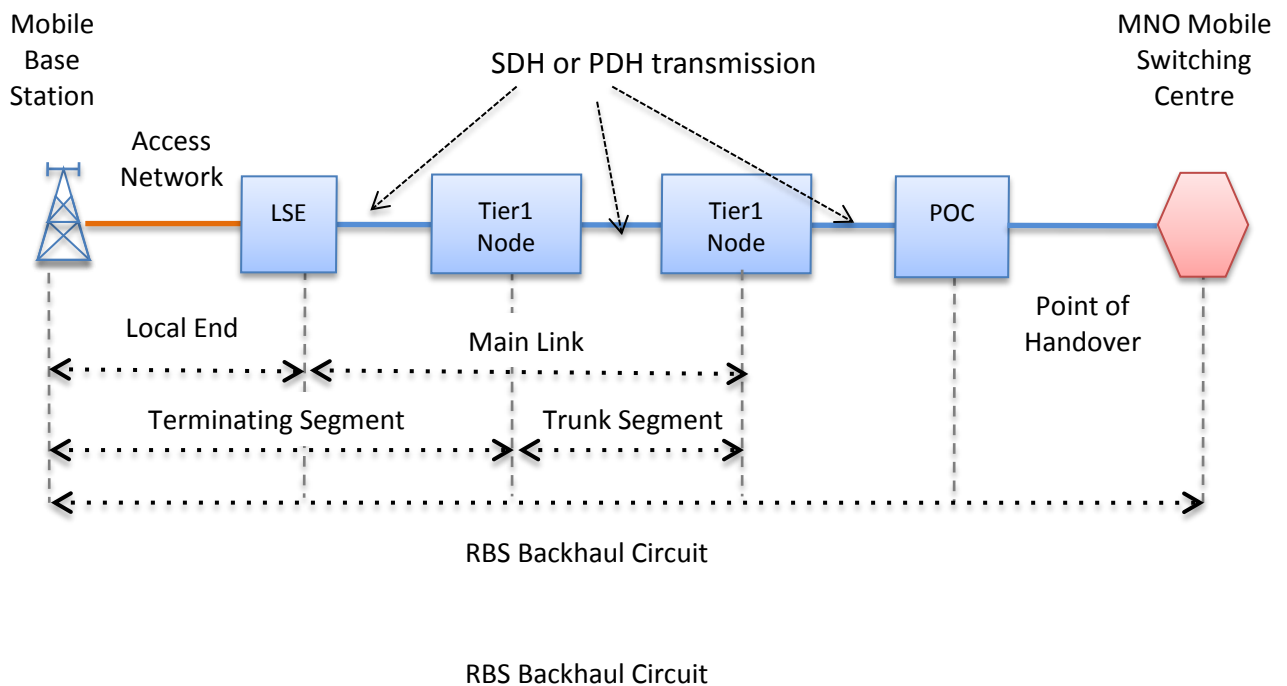 Mobile
Base
Station
MNO Mobile
Switching
Centre
SDH or PDH transmission
Access
Network
LSE
Tier1
Node
Tier1
Node
POC
Point of
Handover
Local End
Main Link
Terminating Segment
Trunk Segment
RBS Backhaul Circuit
RBS Backhaul Circuit